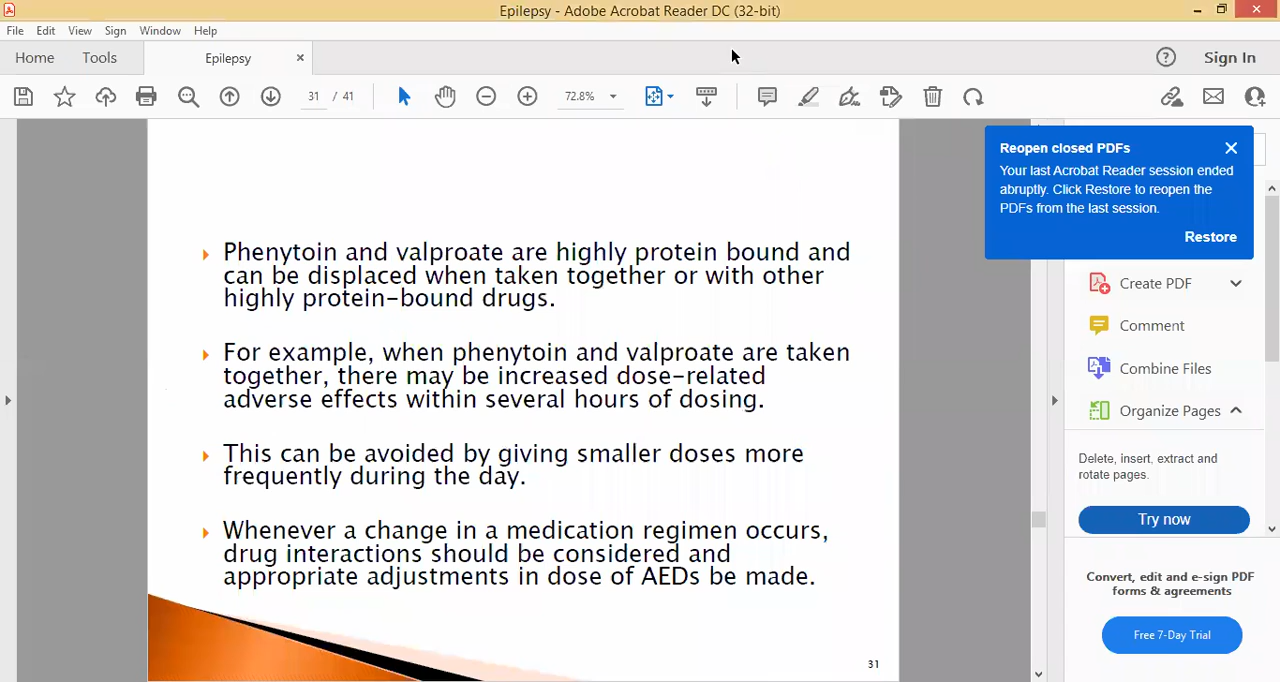 Epilepsy - Adobe Acrobat Reader DC (32-bit)
File Edit View Sign Window Help
Home Tools Epilepsy Sign In
31 / 41 72.8%
Reopen closed PDFs
Your last Acrobat Reader session ended
abruptly. Click Restore to reopen the
PDFs from the last session.
Restore
Phenytoin and valproate are highly protein bound and
can be displaced when taken together or with other
highly protein-bound drugs.
For example, when phenytoin and valproate are taken
together, there may be increased dose-related
adverse effects within several hours of dosing.
This can be avoided by giving smaller doses more
frequently during the day.
Whenever a change in a medication regimen occurs,
drug interactions should be considered and
appropriate adjustments in dose of AEDs be made.
31
Create PDF
Comment
Combine Files
Organize Pages
Delete, insert, extract and
rotate pages.
Try now
Convert, edit and e-sign PDF
forms & agreements
Free 7-Day Trial